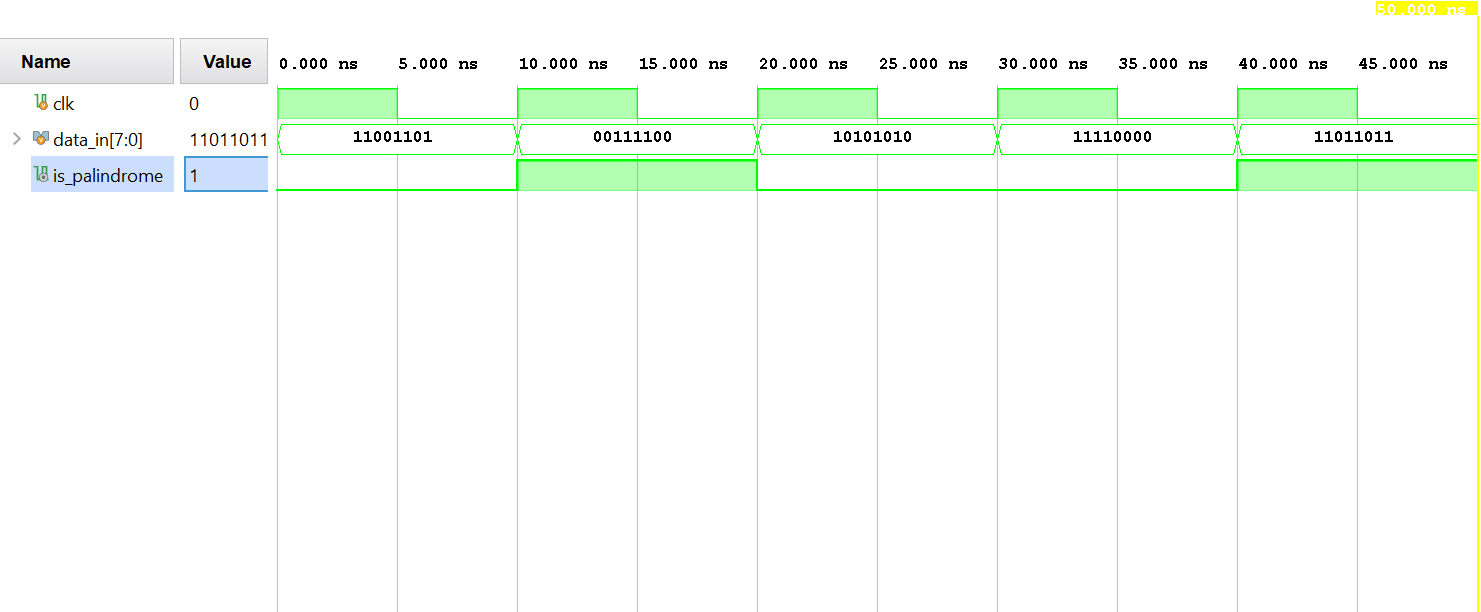 50.000 ns
Name Value 0.000 ns 5.000 ns 10.000 ns 15.000 ns 20.000 ns 25.000 ns 30.000 ns 35.000 ns 40.000 ns 45.000 ns
clk 0
data_in[7:0] 11011011 11001101 00111100 10101010 11110000 11011011
is_palindrome 1